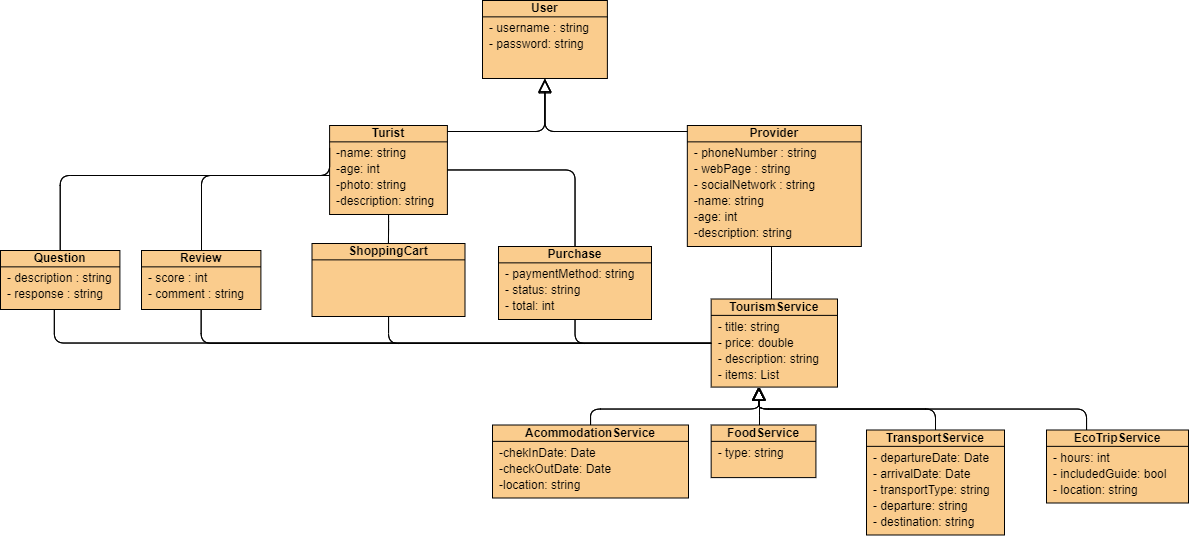 User
- username : string
- password: string
Turist
-name: string
-age: int
-photo: string
-description: string
Provider
- phoneNumber : string
- webPage : string
- socialNetwork : string
-name: string
-age: int
-description: string
Question
- description : string
- response : string
Review
- score : int
- comment : string
ShoppingCart
Purchase
- paymentMethod: string
- status: string
- total: int
TourismService
- title: string
- price: double
- description: string
- items: List
AcommodationService
-chekInDate: Date
-checkOutDate: Date
-location: string
FoodService
- type: string
TransportService
- departureDate: Date
- arrivalDate: Date
- transportType: string
- departure: string
- destination: string
EcoTripService
- hours: int
- includedGuide: bool
- location: string